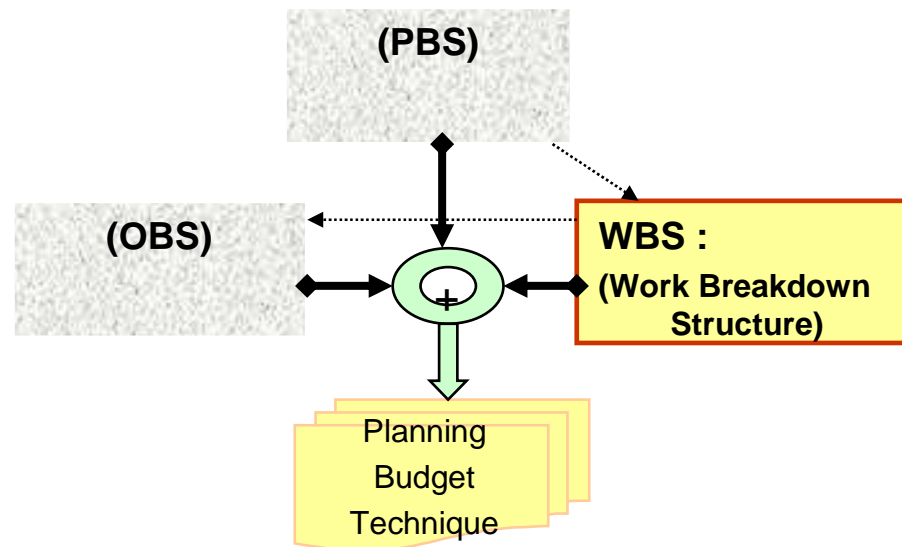 (PBS)
(OBS)
WBS :
(Work Breakdown
Structure)
+
Planning
Budget
Technique